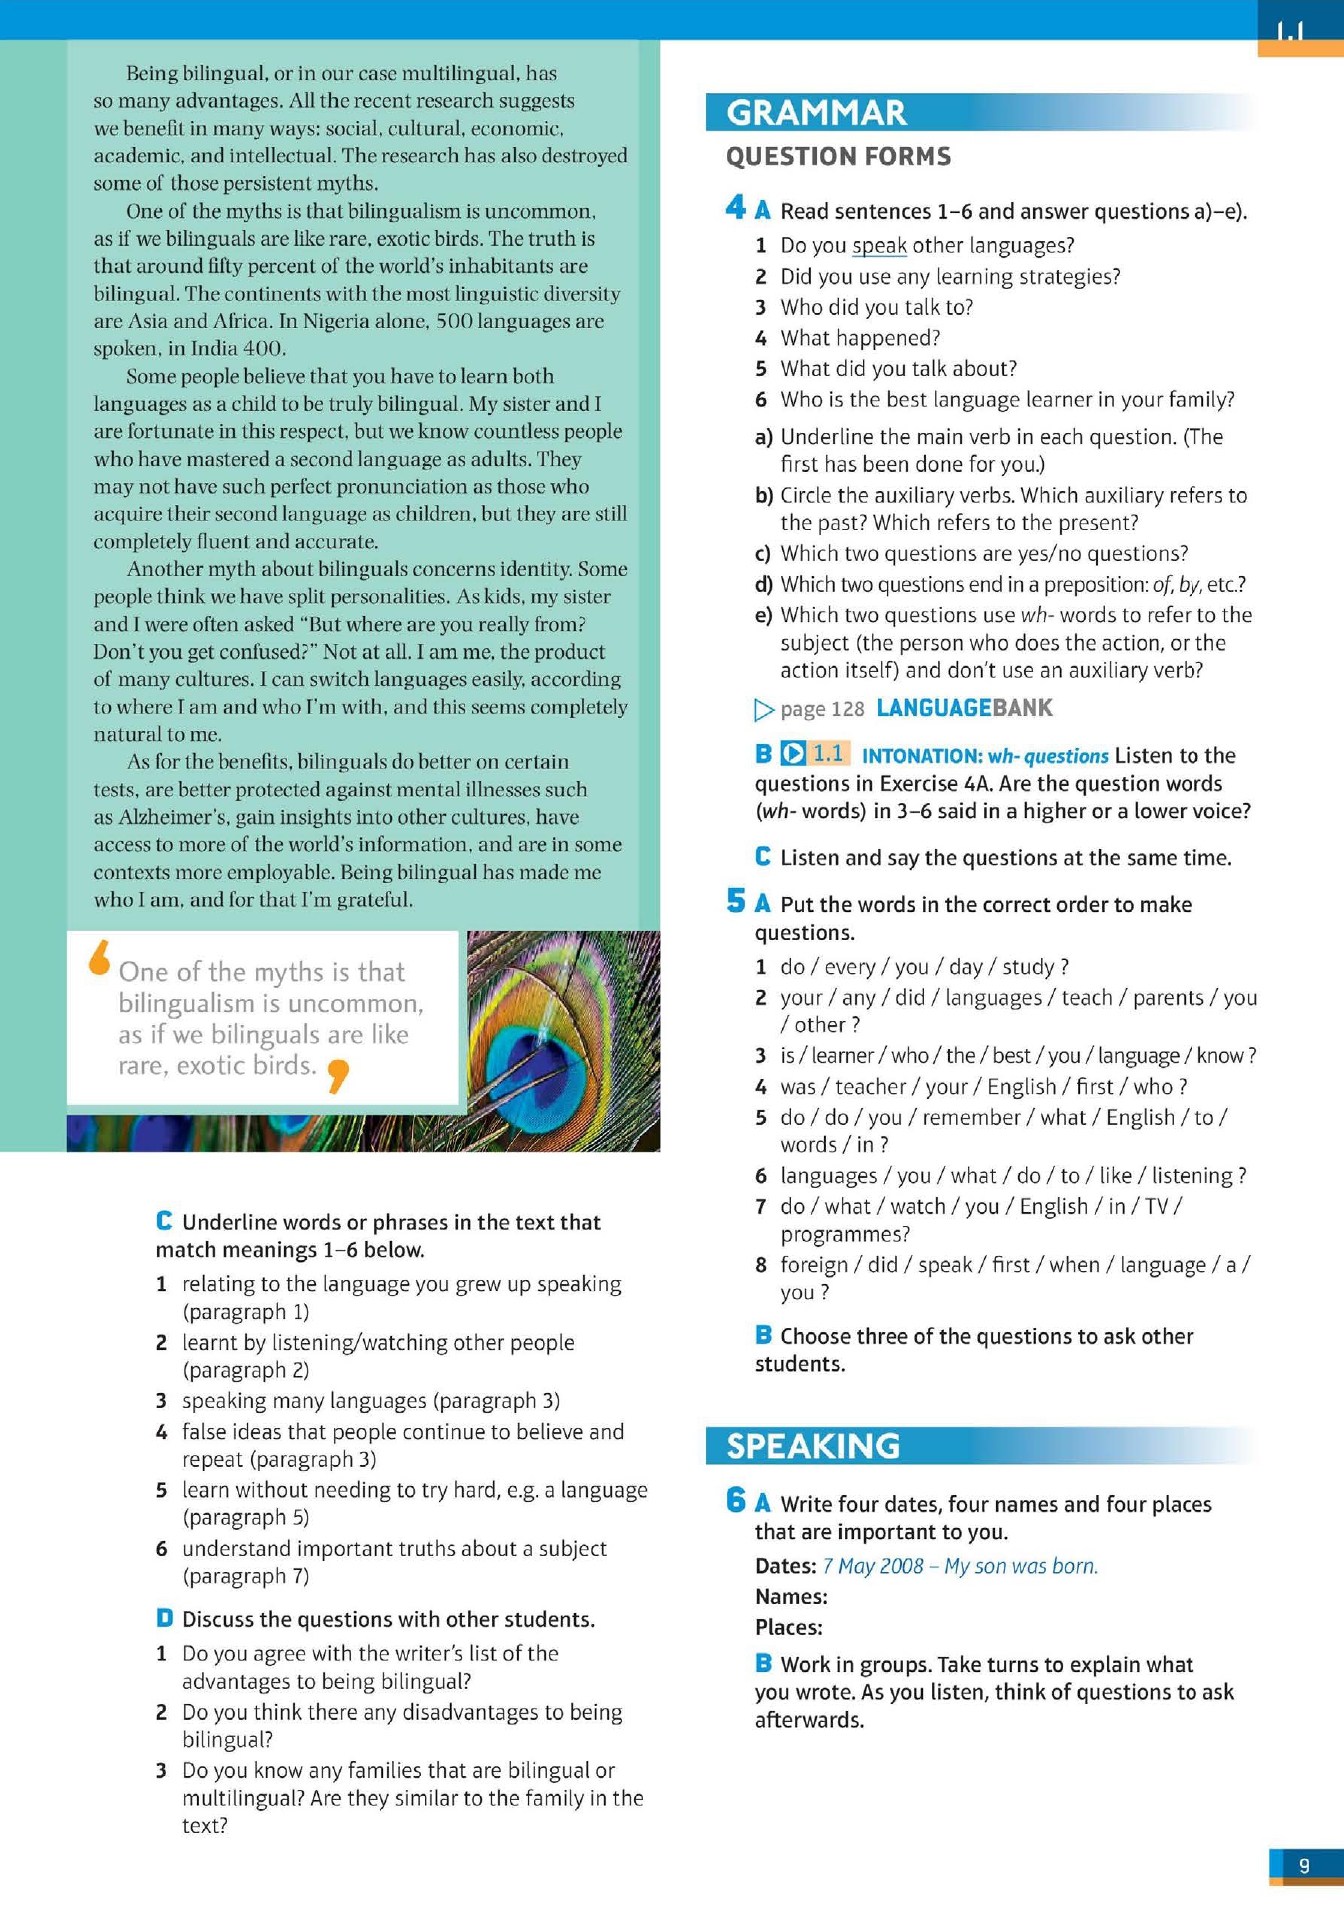 1.1
Being bilingual, or in our case multilingual, has
so many advantages. All the recent research suggests
we benefit in many ways: social, cultural, economic,
academic, and intellectual. The research has also destroyed
some of those persistent myths.
One of the myths is that bilingualism is uncommon,
as if we bilinguals are like rare, exotic birds. The truth is
that around fifty percent of the world's inhabitants are
bilingual. The continents with the most linguistic diversity
are Asia and Africa. In Nigeria alone, 500 languages are
spoken, in India 400.
Some people believe that you have to learn both
languages as a child to be truly bilingual. My sister and I
are fortunate in this respect, but we know countless people
who have mastered a second language as adults. They
may not have such perfect pronunciation as those who
acquire their second language as children, but they are still
completely fluent and accurate.
Another myth about bilinguals concerns identity. Some
people think we have split personalities. As kids, my sister
and I were often asked “But where are you really from?
Don't you get confused?” Not at all. I am me, the product
of many cultures. I can switch languages easily, according
to where I am and who I'm with, and this seems completely
natural to me.
As for the benefits, bilinguals do better on certain
tests, are better protected against mental illnesses such
as Alzheimer's, gain insights into other cultures, have
access to more of the world's information, and are in some
contexts more employable. Being bilingual has made me
who I am, and for that I'm grateful.
‘One of the myths is that
bilingualism is uncommon,
as if we bilinguals are like
rare, exotic birds.’
C Underline words or phrases in the text that
match meanings 1–6 below.
1 relating to the language you grew up speaking
(paragraph 1)
2 learnt by listening/watching other people
(paragraph 2)
3 speaking many languages (paragraph 3)
4 false ideas that people continue to believe and
repeat (paragraph 3)
5 learn without needing to try hard, e.g. a language
(paragraph 5)
6 understand important truths about a subject
(paragraph 7)
D Discuss the questions with other students.
1 Do you agree with the writer's list of the
advantages to being bilingual?
2 Do you think there any disadvantages to being
bilingual?
3 Do you know any families that are bilingual or
multilingual? Are they similar to the family in the
text?
GRAMMAR
QUESTION FORMS
4 A Read sentences 1–6 and answer questions a)–e).
1 Do you speak other languages?
2 Did you use any learning strategies?
3 Who did you talk to?
4 What happened?
5 What did you talk about?
6 Who is the best language learner in your family?
a) Underline the main verb in each question. (The
first has been done for you.)
b) Circle the auxiliary verbs. Which auxiliary refers to
the past? Which refers to the present?
c) Which two questions are yes/no questions?
d) Which two questions end in a preposition: of, by, etc.?
e) Which two questions use wh- words to refer to the
subject (the person who does the action, or the
action itself) and don't use an auxiliary verb?
page 128 LANGUAGEBANK
B 1.1 INTONATION: wh- questions Listen to the
questions in Exercise 4A. Are the question words
(wh- words) in 3–6 said in a higher or a lower voice?
C Listen and say the questions at the same time.
5 A Put the words in the correct order to make
questions.
1 do / every / you / day / study ?
2 your / any / did / languages / teach / parents / you
/ other ?
3 is / learner / who / the / best / you / language / know ?
4 was / teacher / your / English / first / who ?
5 do / do / you / remember / what / English / to /
words / in ?
6 languages / you / what / do / to / like / listening ?
7 do / what / watch / you / English / in / TV /
programmes?
8 foreign / did / speak / first / when / language / a /
you ?
B Choose three of the questions to ask other
students.
SPEAKING
6 A Write four dates, four names and four places
that are important to you.
Dates: 7 May 2008 – My son was born.
Names:
Places:
B Work in groups. Take turns to explain what
you wrote. As you listen, think of questions to ask
afterwards.
9